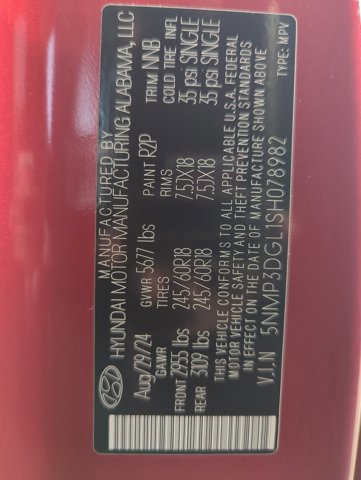 MANUFACTURED BY
HYUNDAI MOTOR MANUFACTURING ALABAMA, LLC
Aug/29/24 GVWR 5677 lbs PAINT R2P TRIM NNB
GAWR TIRES RIMS COLD TIRE INFL
FRONT 2955 lbs 245/60R18 7.5JX18 35 PSI SINGLE
REAR 3109 lbs 245/60R18 7.5JX18 35 PSI SINGLE
THIS VEHICLE CONFORMS TO ALL APPLICABLE U.S.A. FEDERAL
MOTOR VEHICLE SAFETY AND THEFT PREVENTION STANDARDS
IN EFFECT ON THE DATE OF MANUFACTURE SHOWN ABOVE.
V.I.N 5NMP3DGL1SH078982 TYPE: MPV